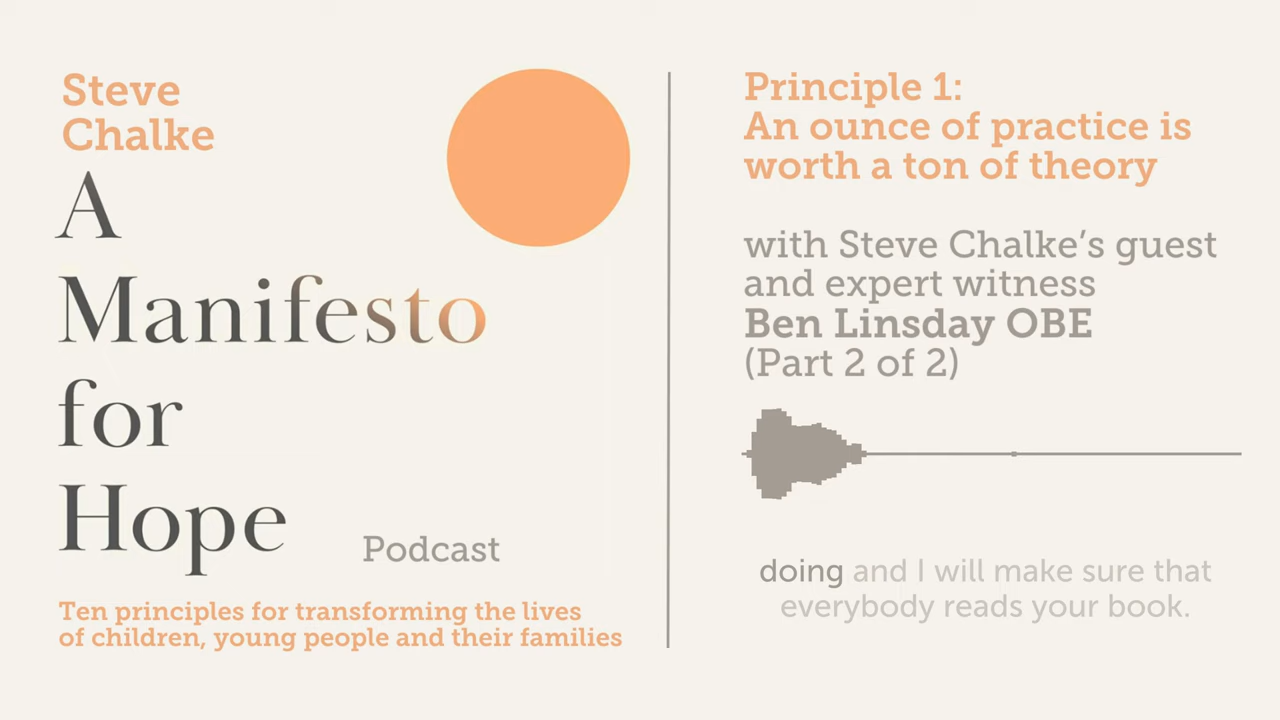 Steve
Chalke
A
Manifesto
for
Hope
Podcast
Ten principles for transforming the lives
of children, young people and their families
Principle 1:
An ounce of practice is
worth a ton of theory
with Steve Chalke’s guest
and expert witness
Ben Linsday OBE
(Part 2 of 2)
doing and I will make sure that
everybody reads your book.